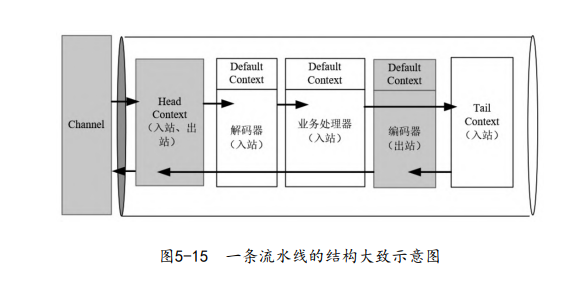 Channel
Head
Context
（入站、出
站）
Default
Context
解码器
（入站）
Default
Context
业务处理器
（入站）
Default
Context
编码器
（出站）
Tail
Context
（入站）
图5-15 一条流水线的结构大致示意图